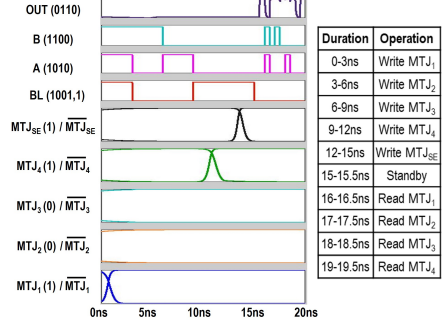 OUT (0110)
B (1100)
A (1010)
BL (1001,1)
MTJSE(1) / MTJSE
MTJ4(1) / MTJ4
MTJ3(0) / MTJ3
MTJ2(0) / MTJ2
MTJ1(1) / MTJ1
0ns 5ns 10ns 15ns 20ns
Duration Operation
0-3ns Write MTJ1
3-6ns Write MTJ2
6-9ns Write MTJ3
9-12ns Write MTJ4
12-15ns Write MTJSE
15-15.5ns Standby
16-16.5ns Read MTJ1
17-17.5ns Read MTJ2
18-18.5ns Read MTJ3
19-19.5ns Read MTJ4